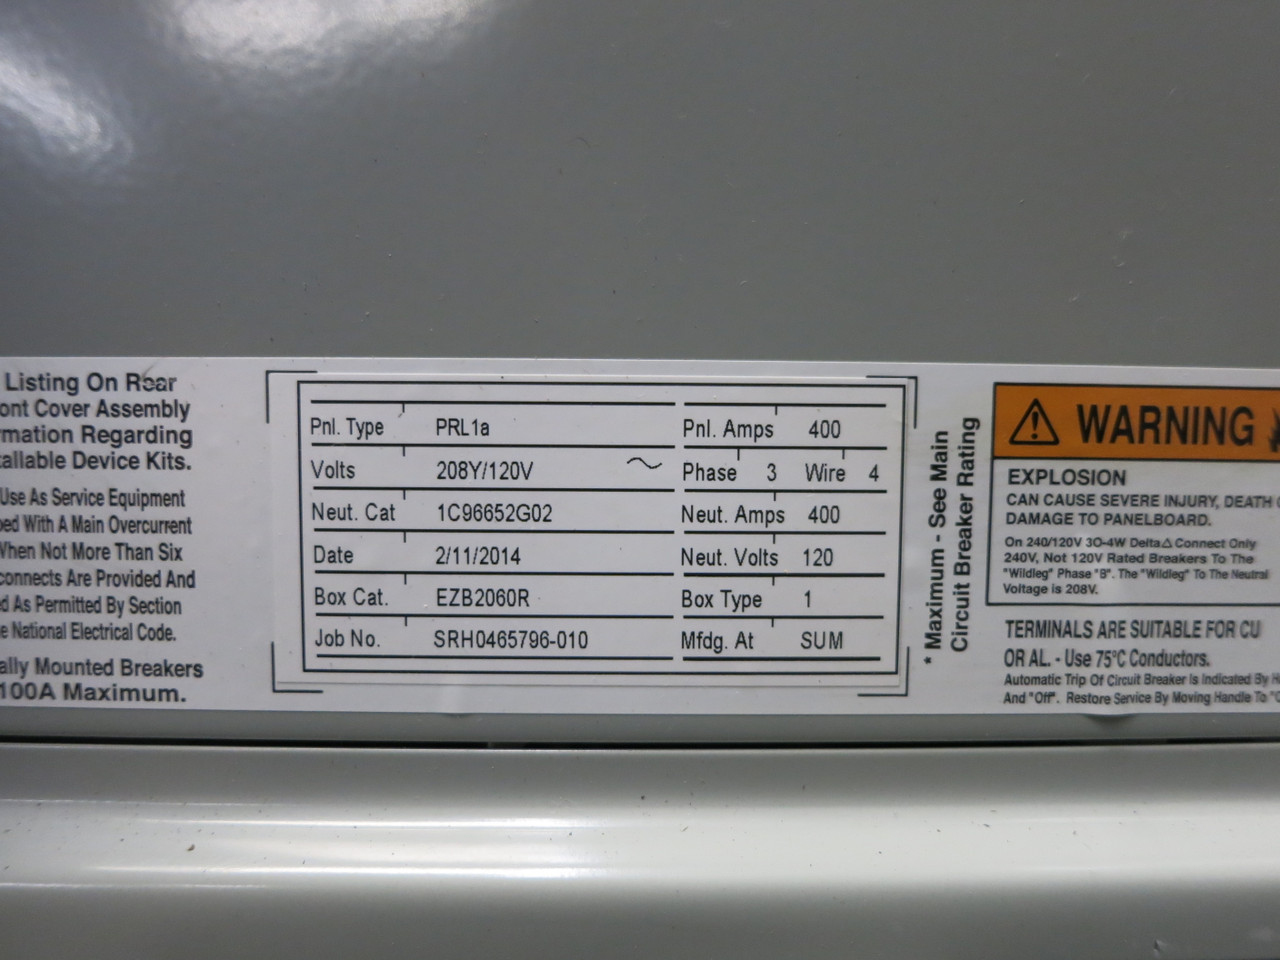 Listing On Rear
ont Cover Assembly
rmation Regarding
tallable Device Kits.
Use As Service Equipment
ped With A Main Overcurrent
When Not More Than Six
connects Are Provided And
d As Permitted By Section
e National Electrical Code.
ally Mounted Breakers
100A Maximum.
Pnl. Type PRL1a Pnl. Amps 400
Volts 208Y/120V ~ Phase 3 Wire 4
Neut. Cat 1C96652G02 Neut. Amps 400
Date 2/11/2014 Neut. Volts 120
Box Cat. EZB2060R Box Type 1
Job No. SRH0465796-010 Mfdg. At SUM
* Maximum - See Main
Circuit Breaker Rating
WARNING
EXPLOSION
CAN CAUSE SEVERE INJURY, DEATH
DAMAGE TO PANELBOARD.
On 240/120V 3O-4W Delta△ Connect Only
240V, Not 120V Rated Breakers To The
"Wildleg" Phase "B". The "Wildleg" To The Neutral
Voltage is 208V.
TERMINALS ARE SUITABLE FOR CU
OR AL. - Use 75°C Conductors.
Automatic Trip Of Circuit Breaker Is Indicated By
And "Off". Restore Service By Moving Handle To